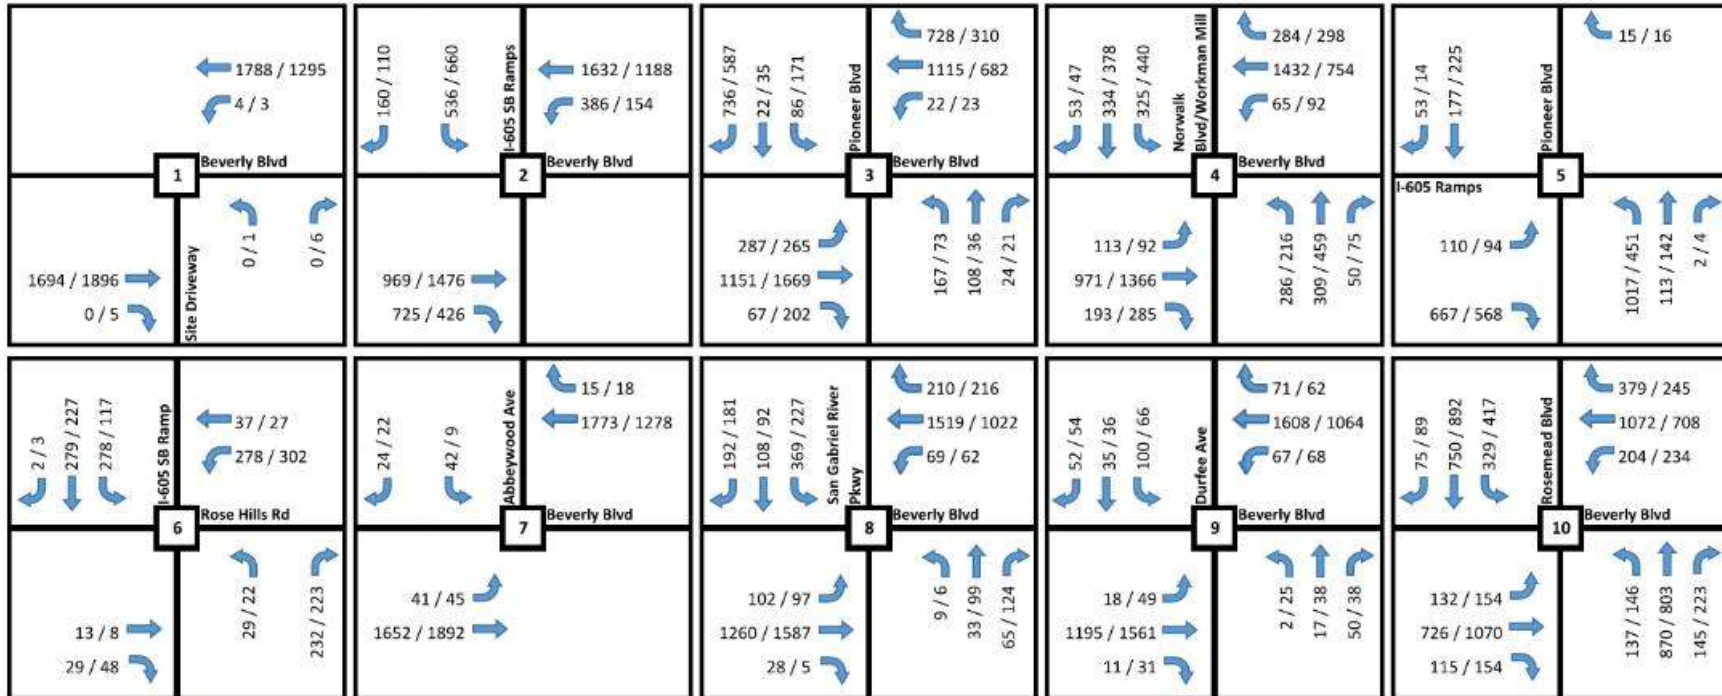 1788 / 1295
4 / 3
Beverly Blvd
1
Site Driveway
0 / 1
0 / 6
1694 / 1896
0 / 5
160 / 110
536 / 660
I-605 SB Ramps
1632 / 1188
386 / 154
Beverly Blvd
2
969 / 1476
725 / 426
736 / 587
22 / 35
86 / 171
Pioneer Blvd
728 / 310
1115 / 682
22 / 23
Beverly Blvd
3
287 / 265
1151 / 1669
67 / 202
167 / 73
108 / 36
24 / 21
53 / 47
334 / 378
325 / 440
Norwalk
Blvd/Workman Mill
284 / 298
1432 / 754
65 / 92
Beverly Blvd
4
113 / 92
971 / 1366
193 / 285
286 / 216
309 / 459
50 / 75
53 / 14
177 / 225
Pioneer Blvd
15 / 16
5
I-605 Ramps
110 / 94
667 / 568
1017 / 451
113 / 142
2 / 4
2 / 3
279 / 227
278 / 117
I-605 SB Ramp
37 / 27
278 / 302
Rose Hills Rd
6
13 / 8
29 / 48
29 / 22
232 / 223
24 / 22
42 / 9
Abbeywood Ave
15 / 18
1773 / 1278
Beverly Blvd
7
41 / 45
1652 / 1892
192 / 181
108 / 92
369 / 227
San Gabriel River
Pkwy
210 / 216
1519 / 1022
69 / 62
Beverly Blvd
8
102 / 97
1260 / 1587
28 / 5
9 / 6
33 / 99
65 / 124
52 / 54
35 / 36
100 / 66
Durfee Ave
71 / 62
1608 / 1064
67 / 68
Beverly Blvd
9
18 / 49
1195 / 1561
11 / 31
2 / 25
17 / 38
50 / 38
75 / 89
750 / 892
329 / 417
Rosemead Blvd
379 / 245
1072 / 708
204 / 234
Beverly Blvd
10
132 / 154
726 / 1070
115 / 154
137 / 146
870 / 803
145 / 223